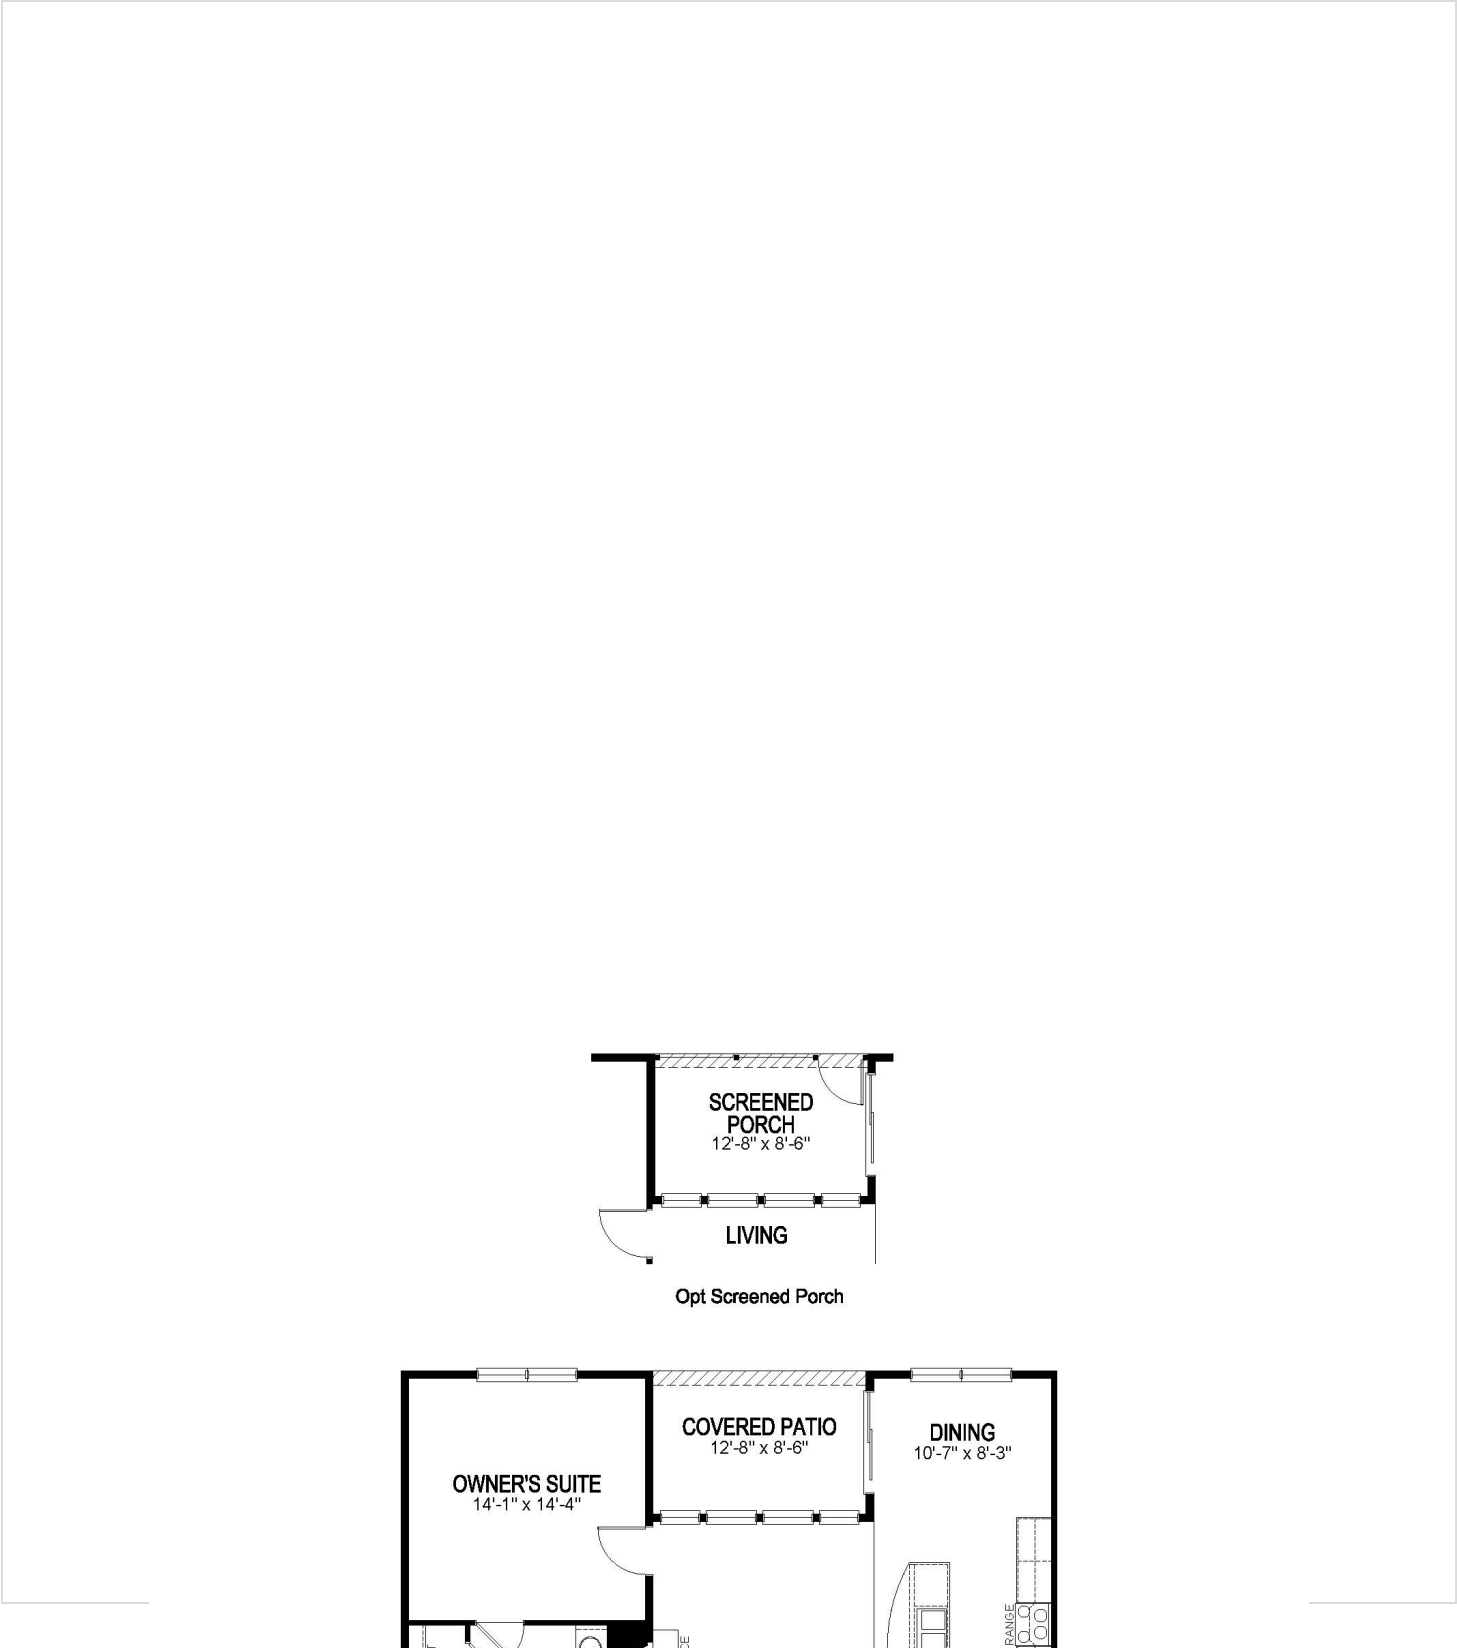 SCREENED
PORCH
12'-8" x 8'-6"
LIVING
Opt Screened Porch
COVERED PATIO
12'-8" x 8'-6"
DINING
10'-7" x 8'-3"
OWNER'S SUITE
14'-1" x 14'-4"
RANGE